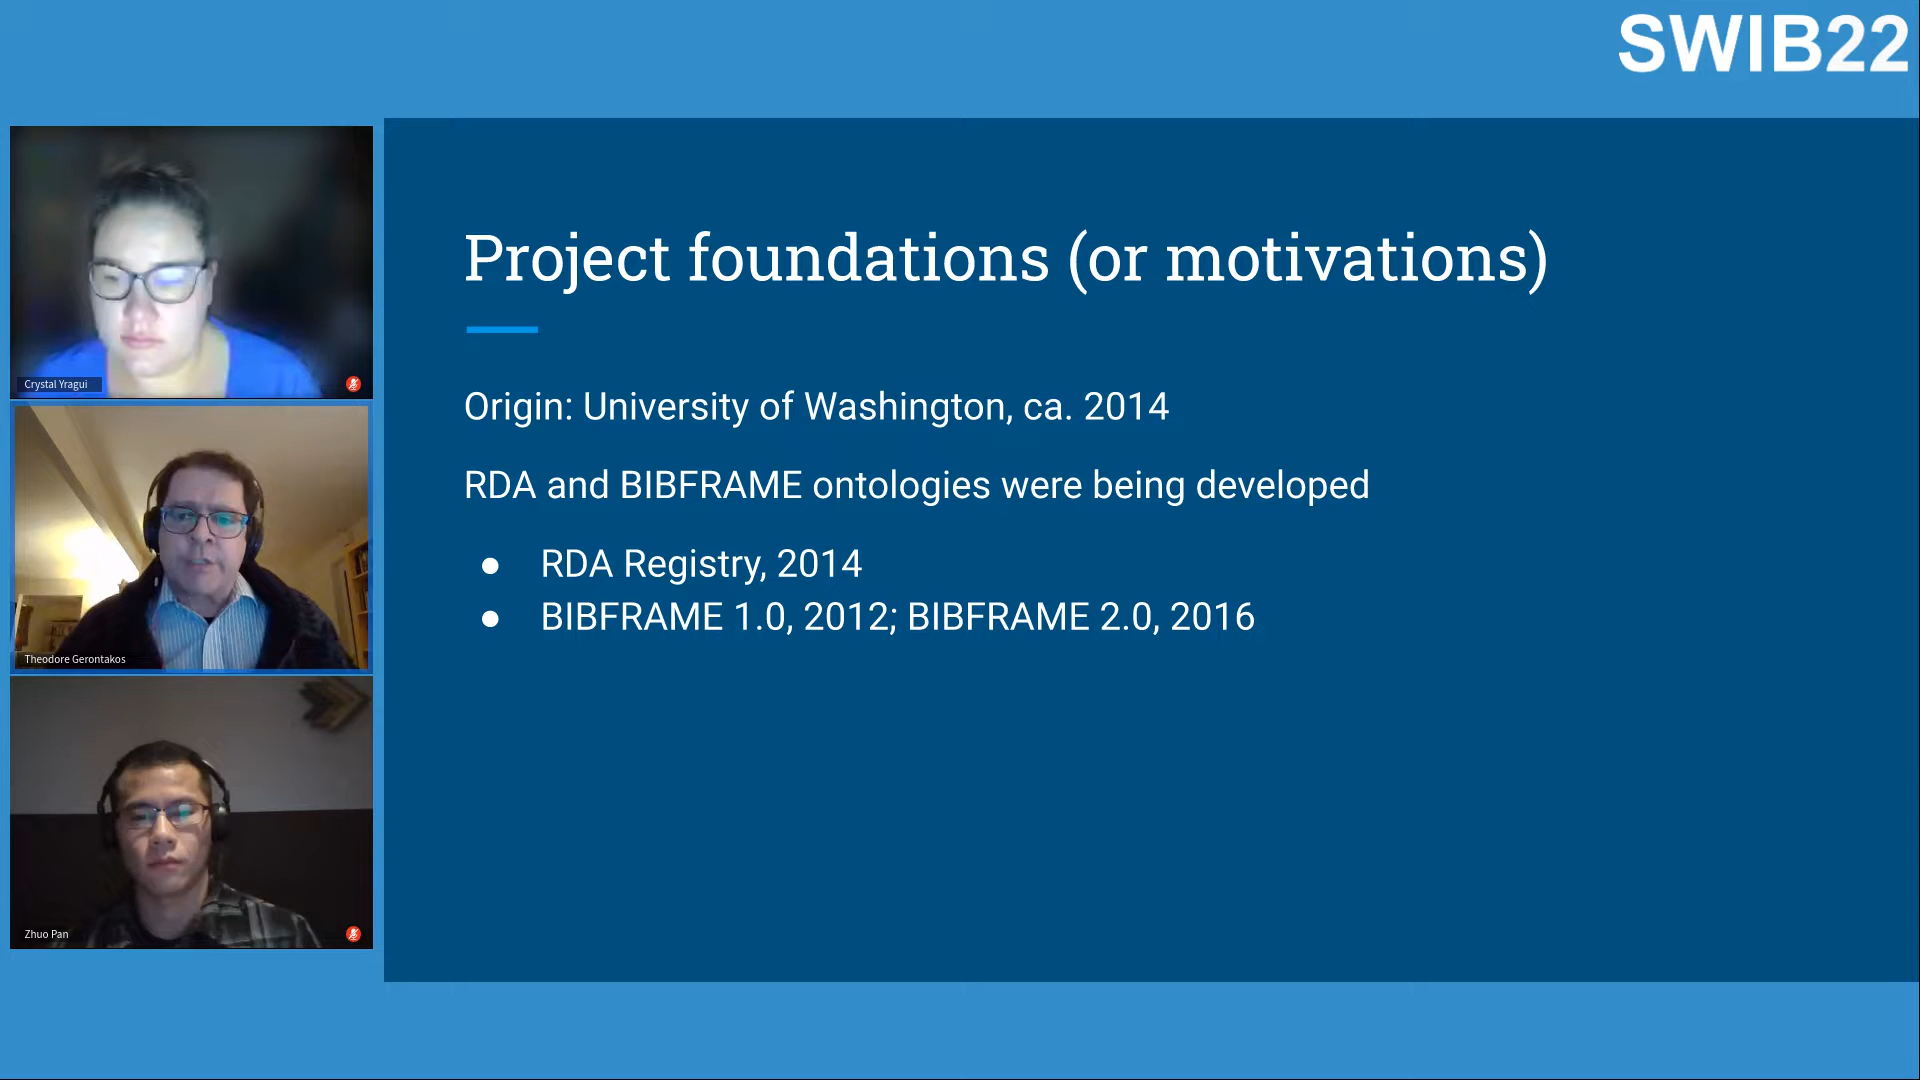 SWIB22
Crystal Yragui
Theodore Gerontakos
Zhuo Pan
Project foundations (or motivations)
Origin: University of Washington, ca. 2014
RDA and BIBFRAME ontologies were being developed
● RDA Registry, 2014
● BIBFRAME 1.0, 2012; BIBFRAME 2.0, 2016